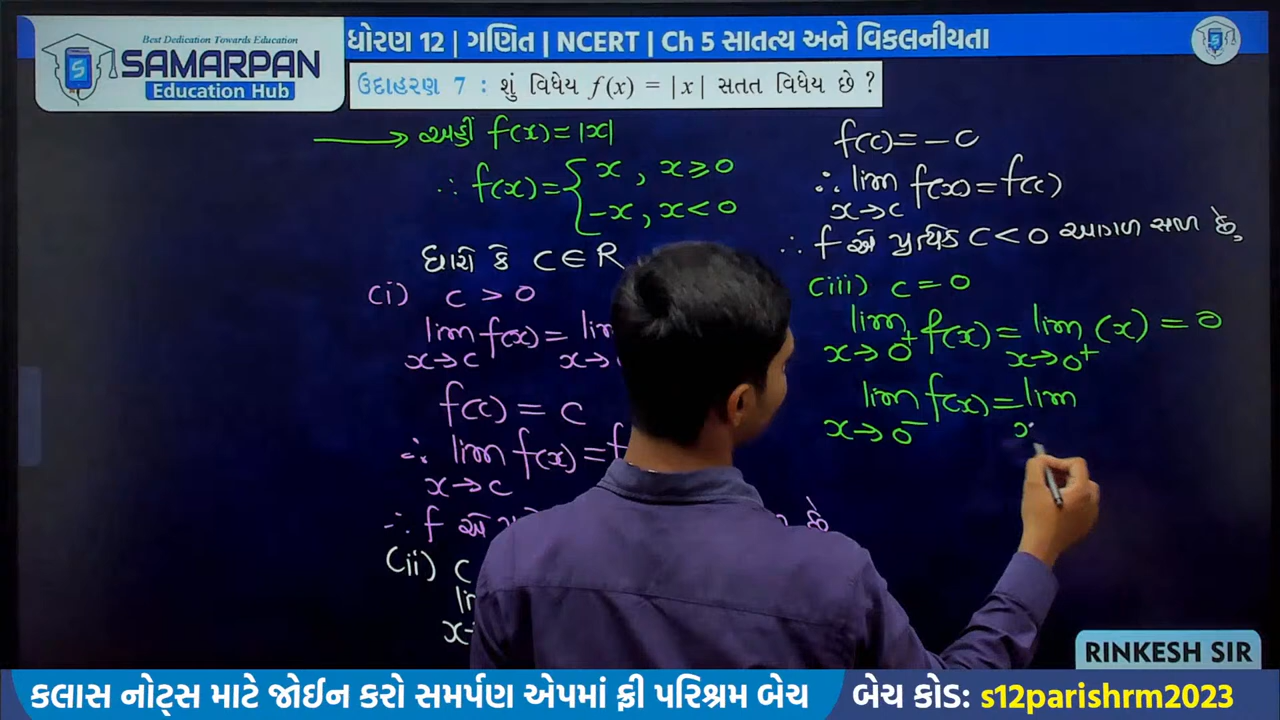 Best Dedication Towards Education
SAMARPAN
Education Hub
ધોરણ 12 | ગણિત | NCERT | Ch 5 સાતત્ય અને વિકલનીયતા
ઉદાહરણ 7 : શું વિધેય f(x) = |x| સતત વિધેય છે ?
અહીં f(x) = |x|
∴ f(x) = { x , x ≥ 0
-x , x < 0
ધારો કે C ∈ R
(i) C > 0
lim f(x) = lim
x→c x→
f(c) = C
∴ lim f(x) = f
x→c
∴ f એ
છે
(ii) C
f(c) = -C
∴ lim f(x) = f(c)
x→c
∴ f એ પ્રત્યેક C < 0 આગળ સતત છે,
(iii) C = 0
lim f(x) = lim (x) = 0
x→0⁺ x→0⁺
lim f(x) = lim
x→0⁻ x
RINKESH SIR
કલાસ નોટ્સ માટે જોઈન કરો સમર્પણ એપમાં ફ્રી પરિશ્રમ બેચ બેચ કોડ: s12parishrm2023